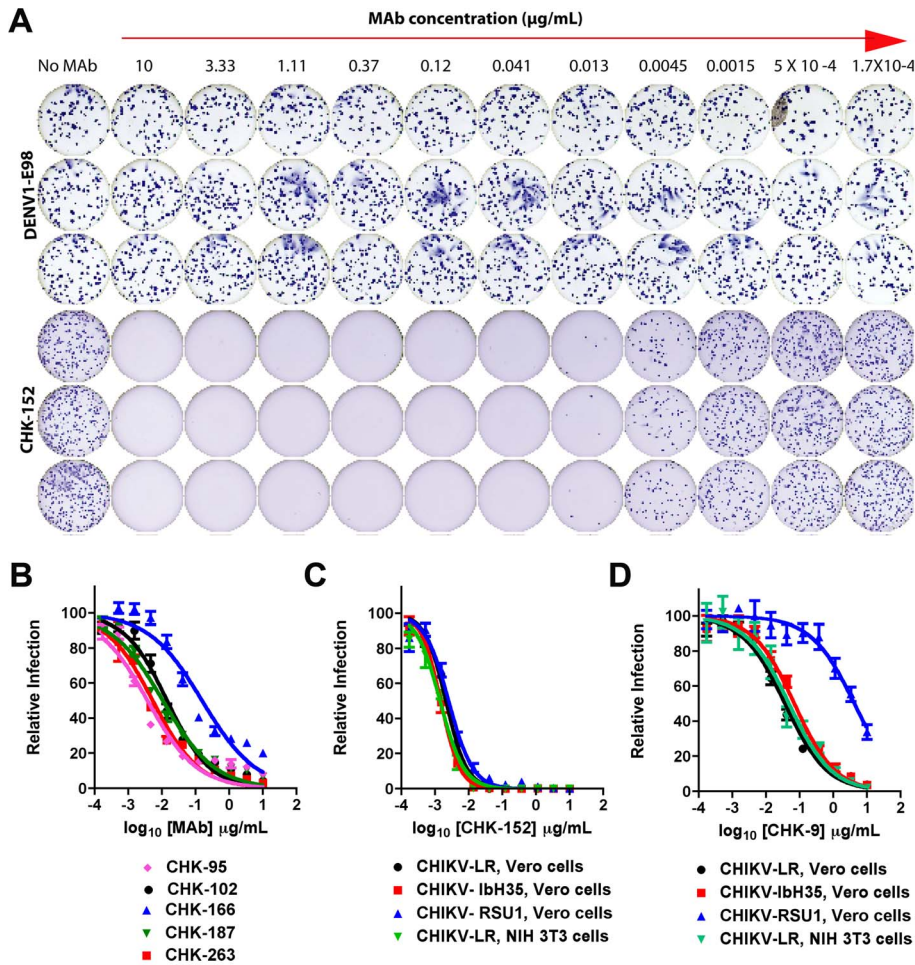 A
MAb concentration (µg/mL)
No MAb 10 3.33 1.11 0.37 0.12 0.041 0.013 0.0045 0.0015 5 X 10 -4 1.7X10-4
DENV1-E98
CHK-152
B
100
80
60
40
20
0
Relative Infection
-4 -3 -2 -1 0 1 2
log10 [MAb] µg/mL
CHK-95
CHK-102
CHK-166
CHK-187
CHK-263
C
100
80
60
40
20
0
Relative Infection
-4 -3 -2 -1 0 1 2
log10 [CHK-152] µg/mL
CHIKV-LR, Vero cells
CHIKV- IbH35, Vero cells
CHIKV- RSU1, Vero cells
CHIKV-LR, NIH 3T3 cells
D
100
80
60
40
20
0
Relative Infection
-4 -3 -2 -1 0 1 2
log10 [CHK-9] µg/mL
CHIKV-LR, Vero cells
CHIKV-IbH35, Vero cells
CHIKV-RSU1, Vero cells
CHIKV-LR, NIH 3T3 cells